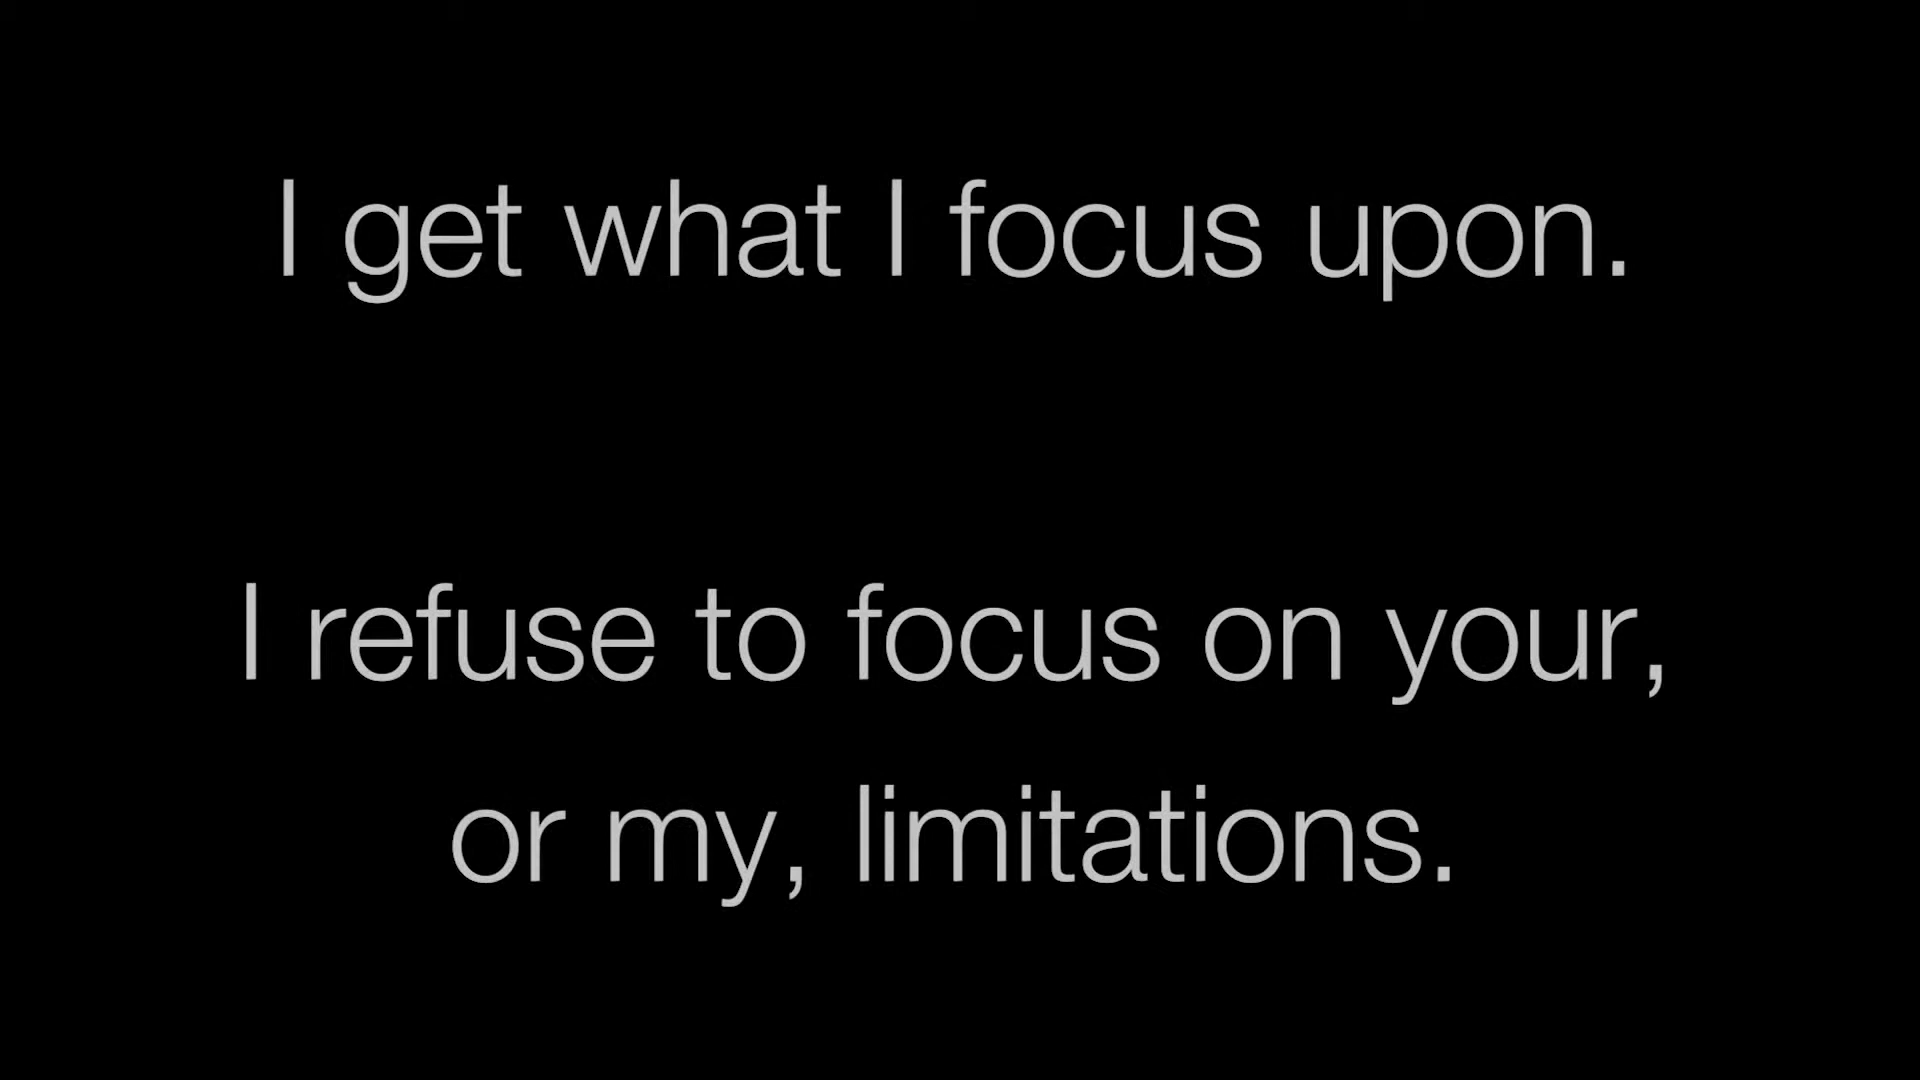 I get what I focus upon.
I refuse to focus on your,
or my, limitations.